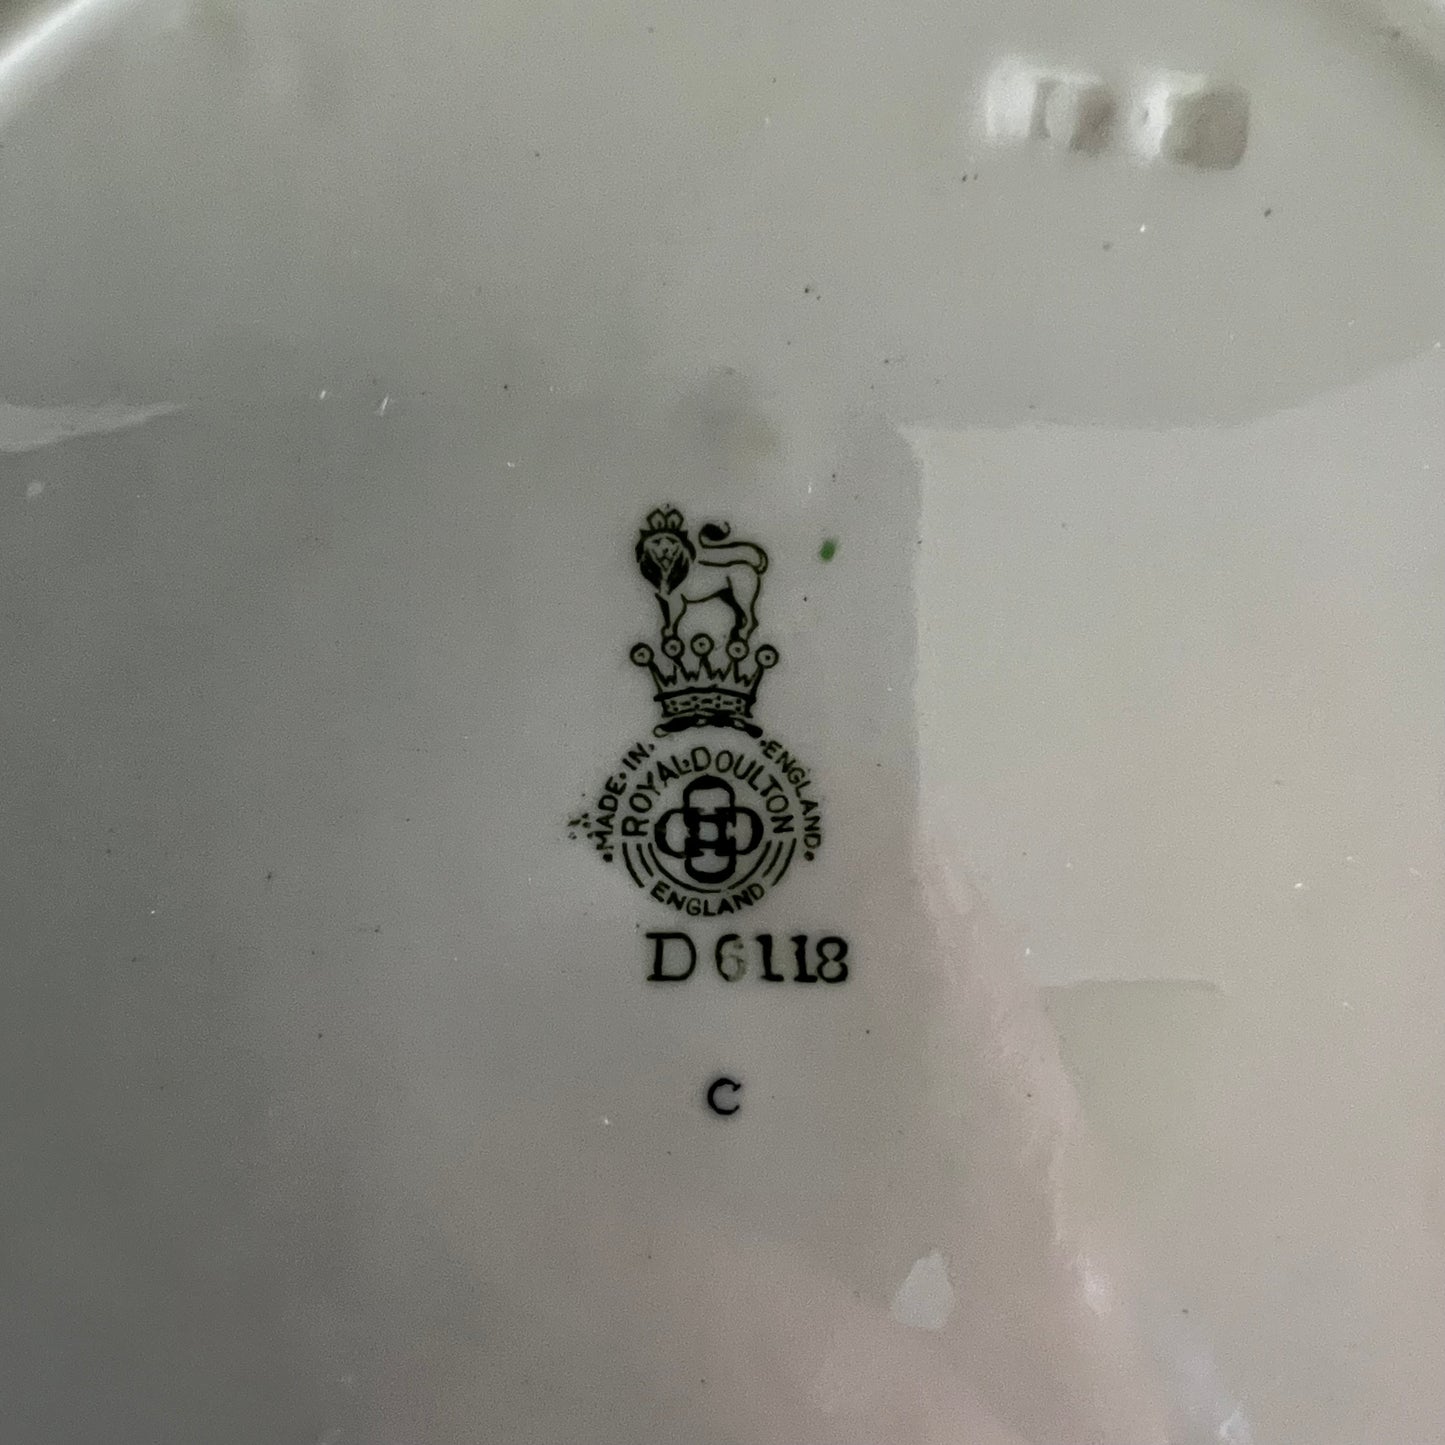 MADE·IN·ENGLAND
ROYAL·DOULTON
ENGLAND
D6118
C